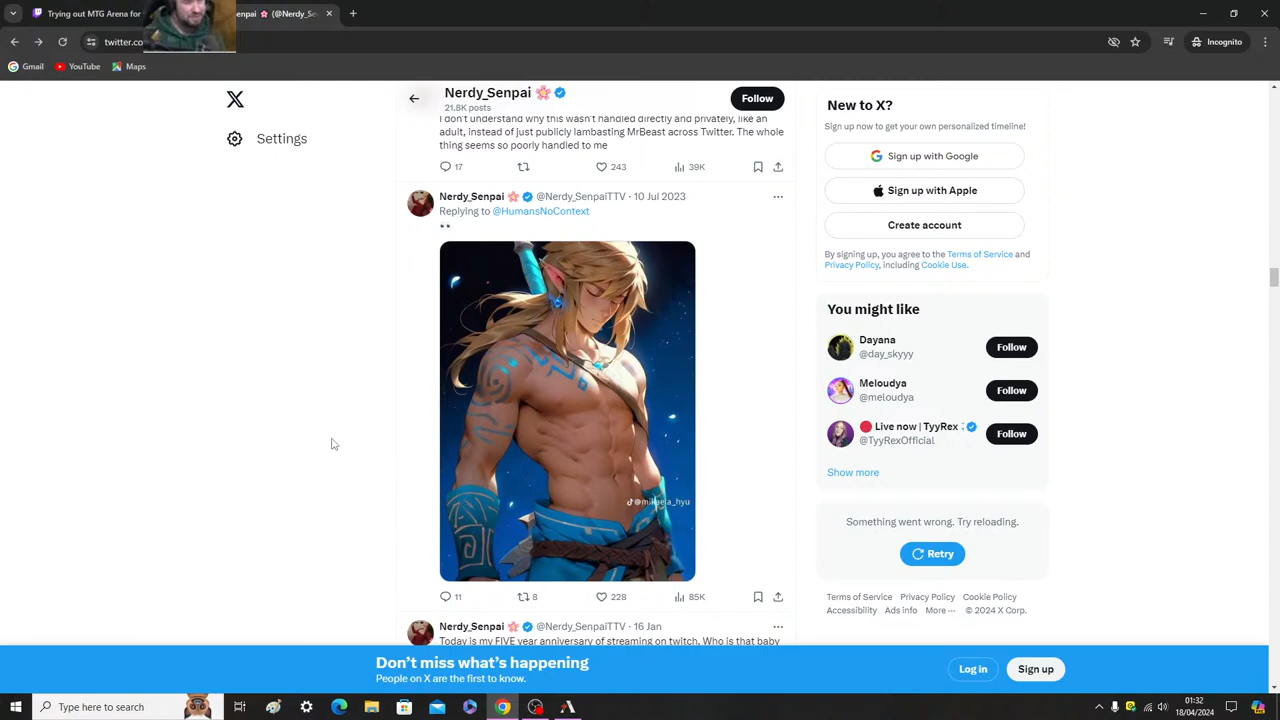 Trying out MTG Arena for
enpai 🌸 (@Ner
twitter.co
Incognito
Gmail
YouTube
Maps
Nerdy_Senpai 🌸
21.8K posts
Follow
Settings
I don't understand why this wasn't handled directly and privately, like an
adult, instead of just publicly lambasting MrBeast across Twitter. The whole
thing seems so poorly handled to me
17
243
39K
Nerdy_Senpai 🌸 @Nerdy_SenpaiTTV · 10 Jul 2023
Replying to @HumansNoContext
👀
@mikaela_hyu
11
8
228
85K
Nerdy_Senpai 🌸 @Nerdy_SenpaiTTV · 16 Jan
Today is my FIVE year anniversary of streaming on twitch. Who is that baby
New to X?
Sign up now to get your own personalized timeline!
Sign up with Google
Sign up with Apple
Create account
By signing up, you agree to the Terms of Service and
Privacy Policy, including Cookie Use.
You might like
Dayana
@day_skyyy
Follow
Meloudya
@meloudya
Follow
🔴 Live now | TyyRex
@TyyRexOfficial
Follow
Show more
Something went wrong. Try reloading.
Retry
Terms of Service Privacy Policy Cookie Policy
Accessibility Ads info More ··· © 2024 X Corp.
Don't miss what's happening
People on X are the first to know.
Log in
Sign up
Type here to search
01:32
18/04/2024